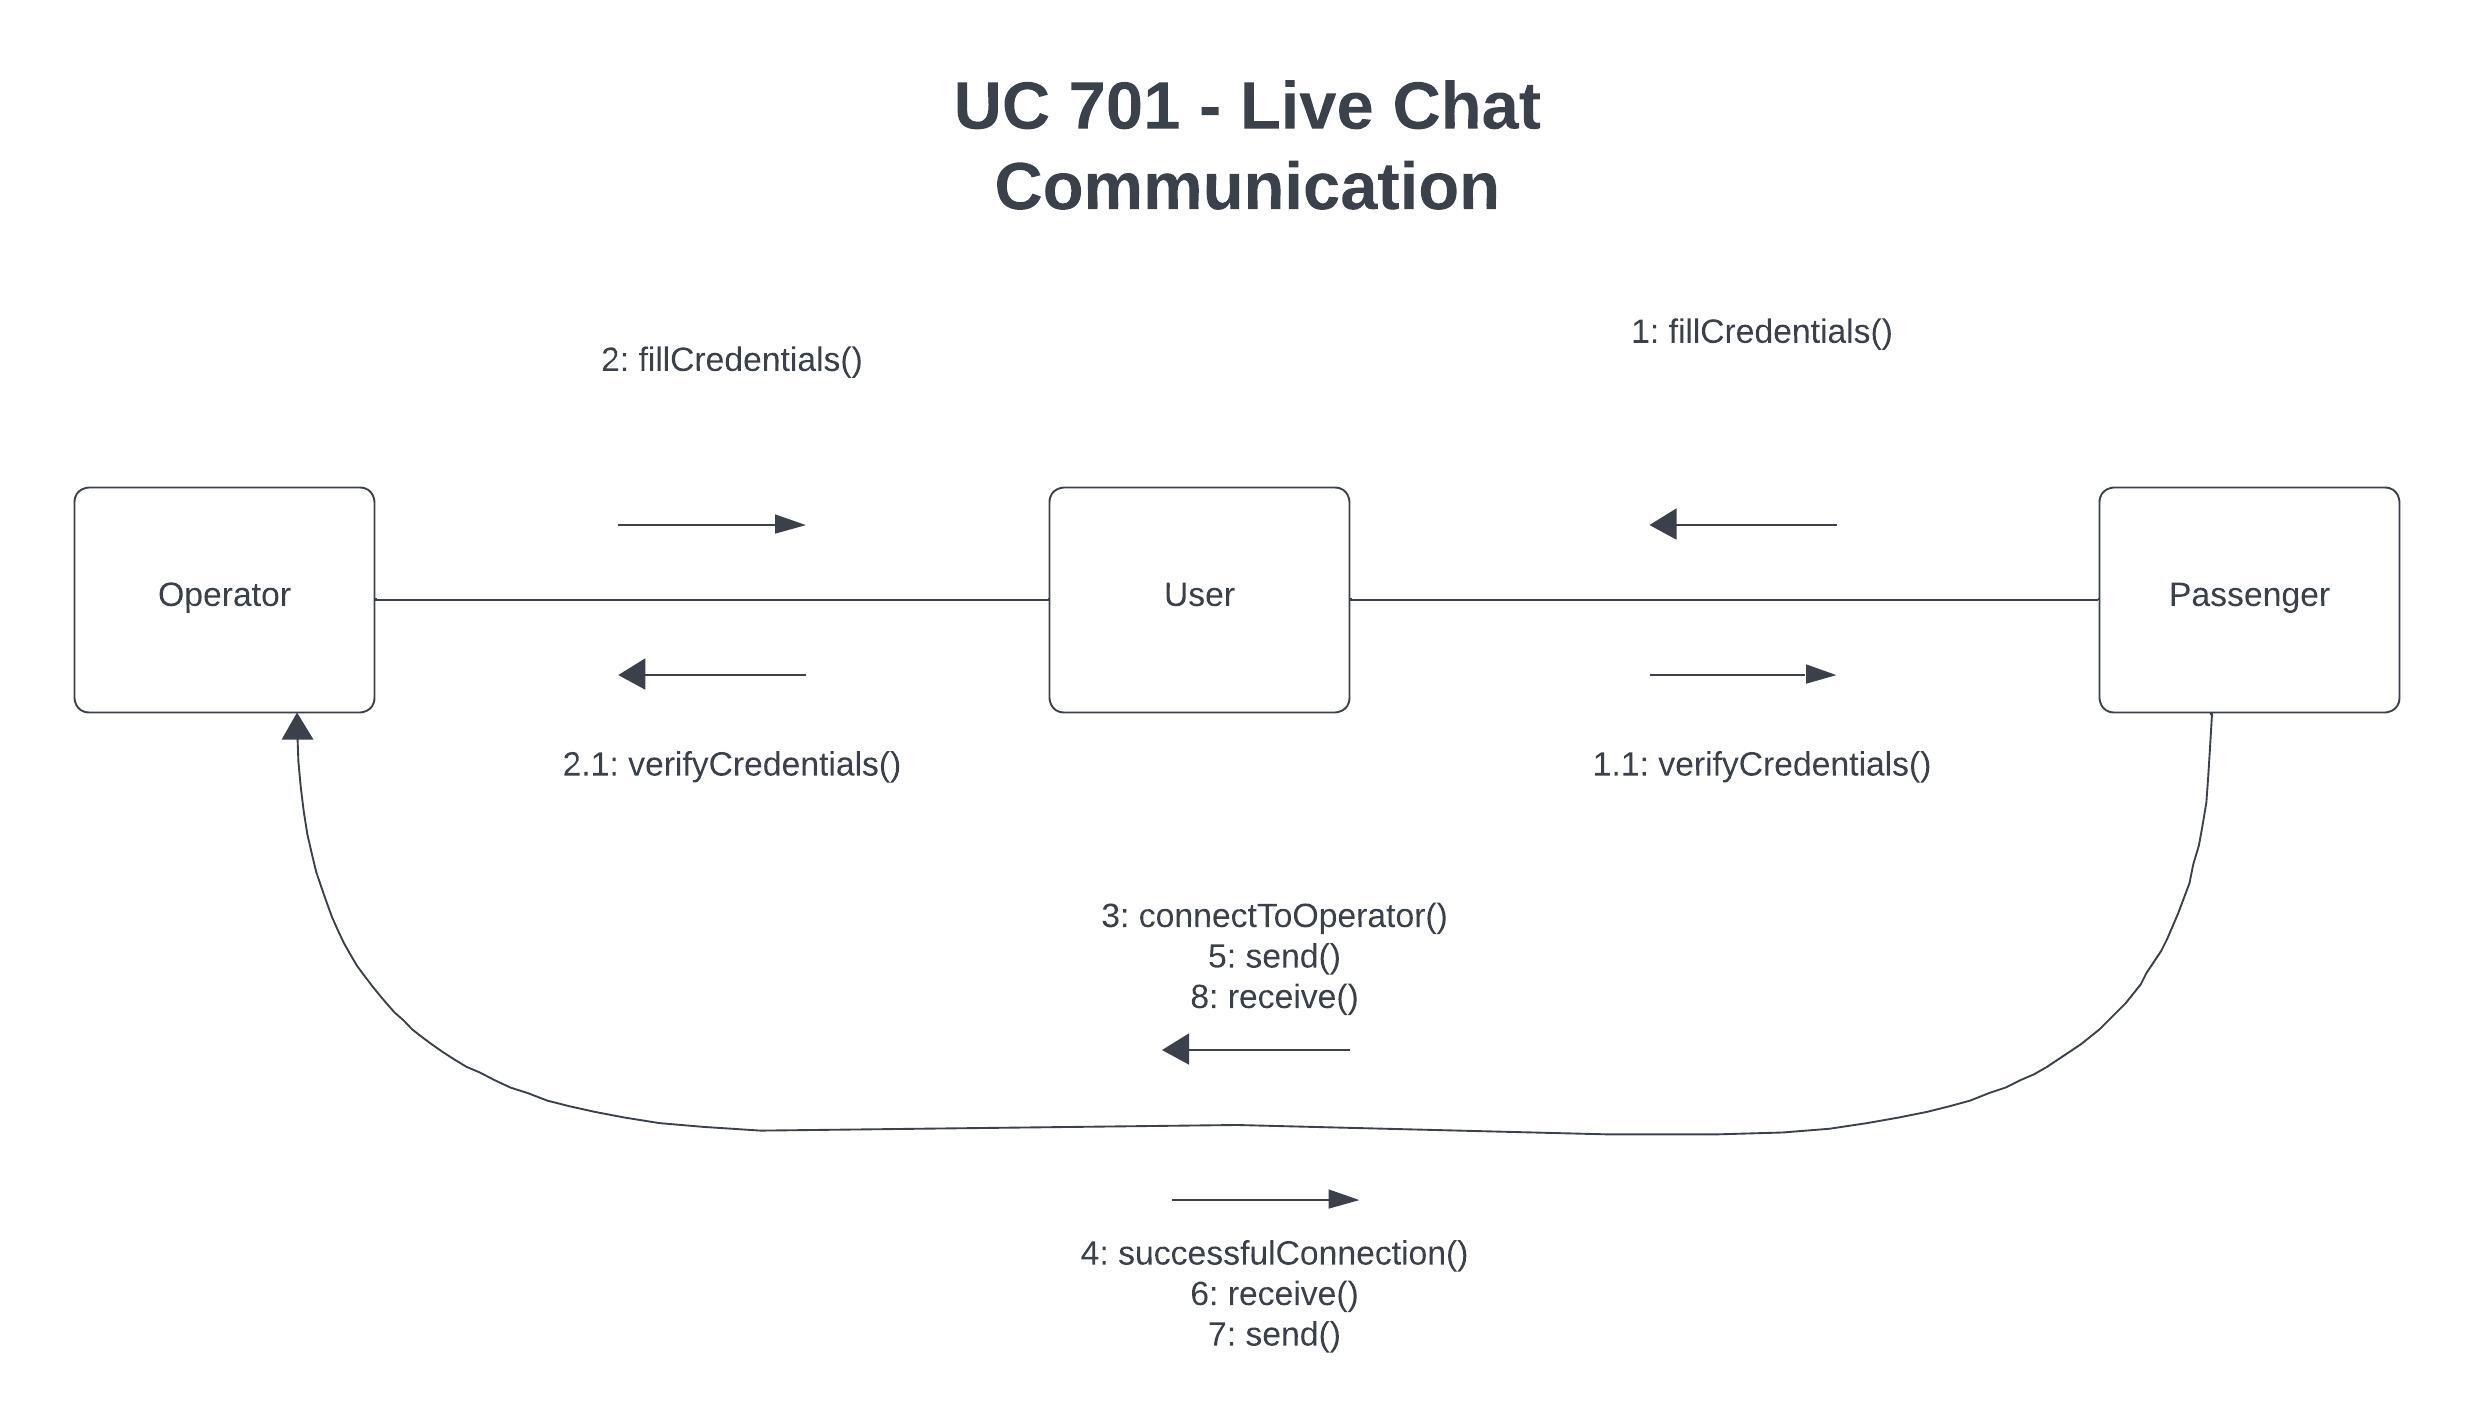 UC 701 - Live Chat
Communication
1: fillCredentials()
2: fillCredentials()
Operator
User
Passenger
2.1: verifyCredentials()
1.1: verifyCredentials()
3: connectToOperator()
5: send()
8: receive()
4: successfulConnection()
6: receive()
7: send()